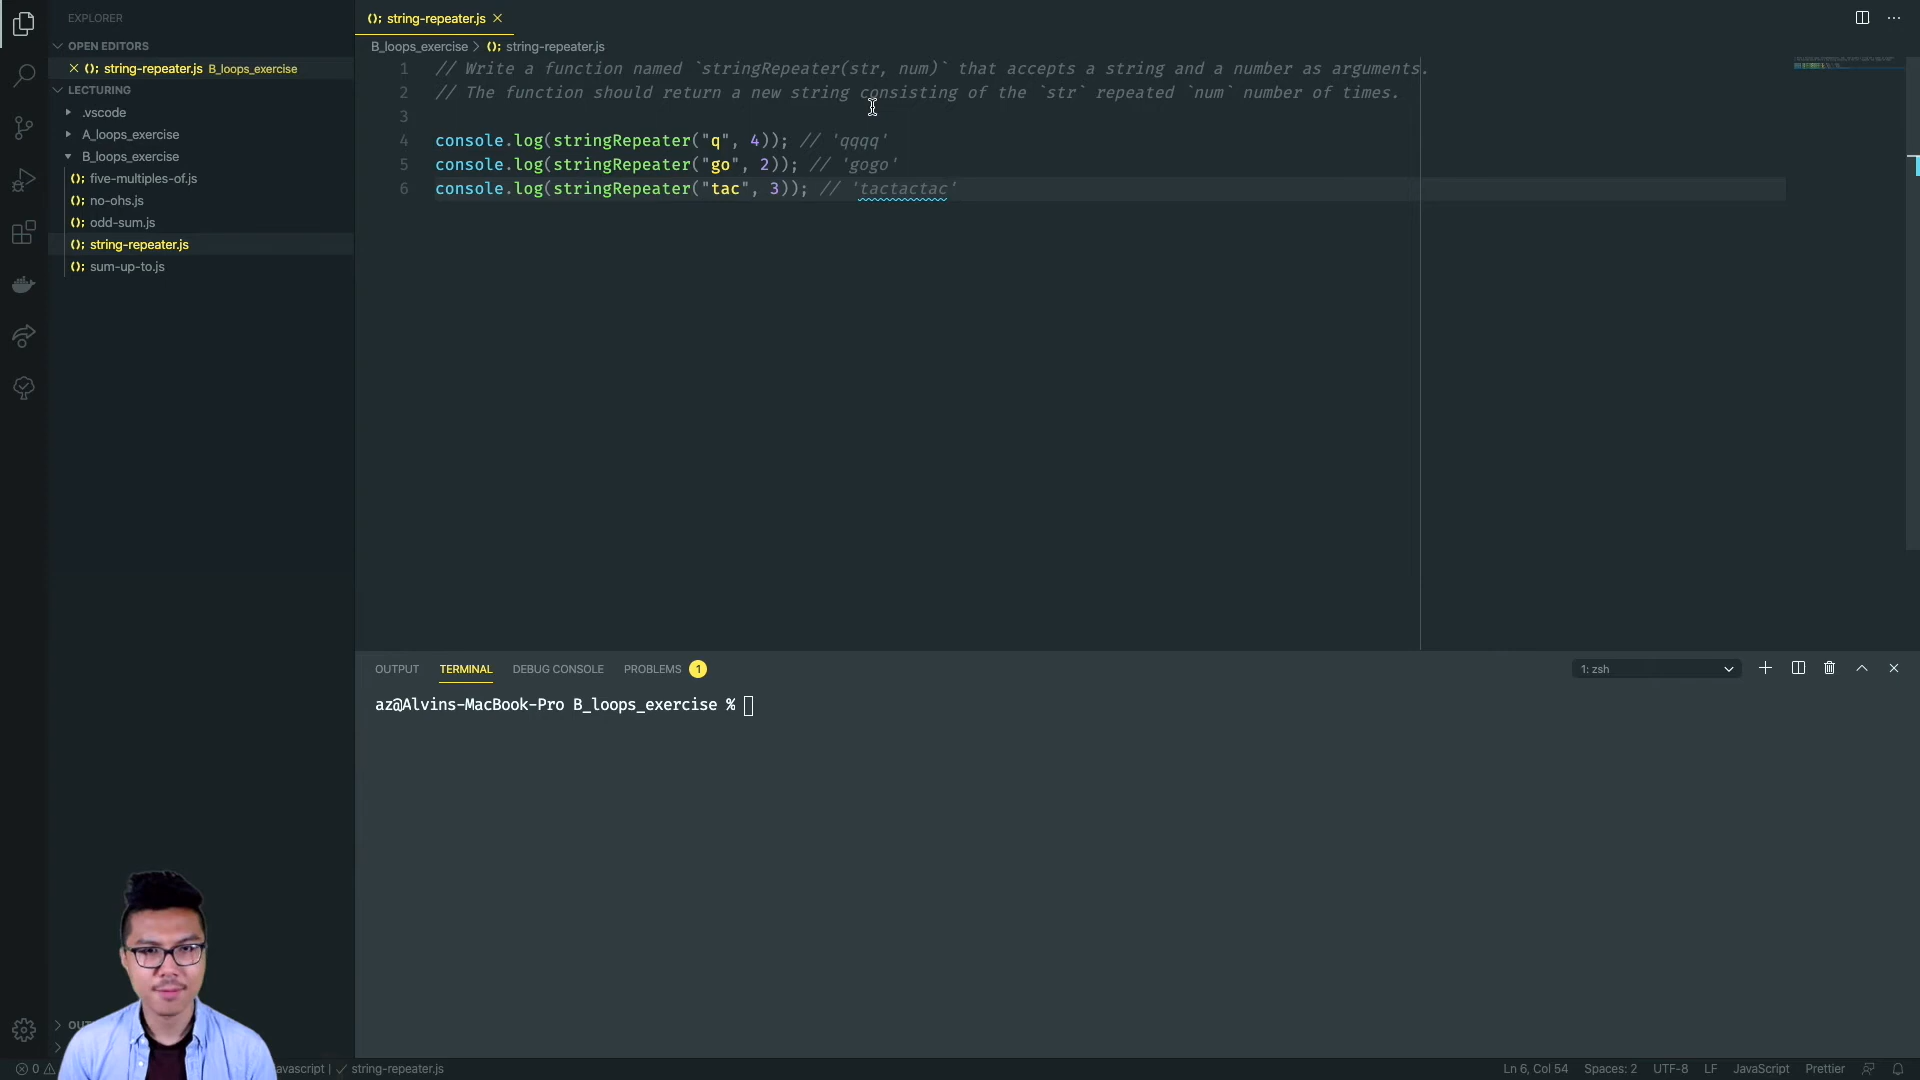 EXPLORER
OPEN EDITORS
string-repeater.js B_loops_exercise
LECTURING
.vscode
A_loops_exercise
B_loops_exercise
(); five-multiples-of.js
(); no-ohs.js
(); odd-sum.js
(); string-repeater.js
(); sum-up-to.js
(); string-repeater.js
B_loops_exercise > (); string-repeater.js
1 // Write a function named `stringRepeater(str, num)` that accepts a string and a number as arguments.
2 // The function should return a new string consisting of the `str` repeated `num` number of times.
3
4 console.log(stringRepeater("q", 4)); // 'qqqq'
5 console.log(stringRepeater("go", 2)); // 'gogo'
6 console.log(stringRepeater("tac", 3)); // 'tactactac'
OUTPUT TERMINAL DEBUG CONSOLE PROBLEMS 1
1: zsh
az@Alvins-MacBook-Pro B_loops_exercise %
0
avascript | ✓ string-repeater.js
Ln 6, Col 54 Spaces: 2 UTF-8 LF JavaScript Prettier